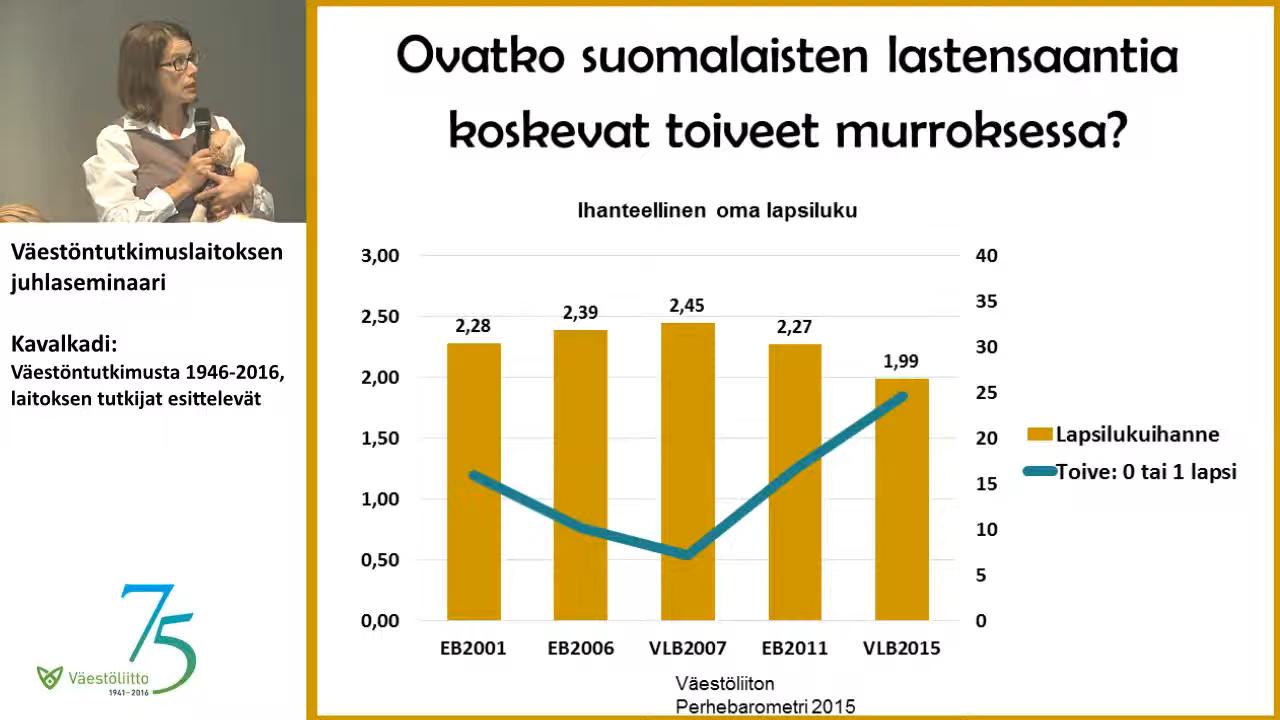 Ovatko suomalaisten lastensaantia
koskevat toiveet murroksessa?
Väestöntutkimuslaitoksen
juhlaseminaari
Kavalkadi:
Väestöntutkimusta 1946-2016,
laitoksen tutkijat esittelevät
75
Väestöliitto
1941–2016
Ihanteellinen oma lapsiluku
3,00
2,50
2,00
1,50
1,00
0,50
0,00
2,28
2,39
2,45
2,27
1,99
40
35
30
25
20
15
10
5
0
EB2001 EB2006 VLB2007 EB2011 VLB2015
Lapsilukuihanne
Toive: 0 tai 1 lapsi
Väestöliiton
Perhebarometri 2015